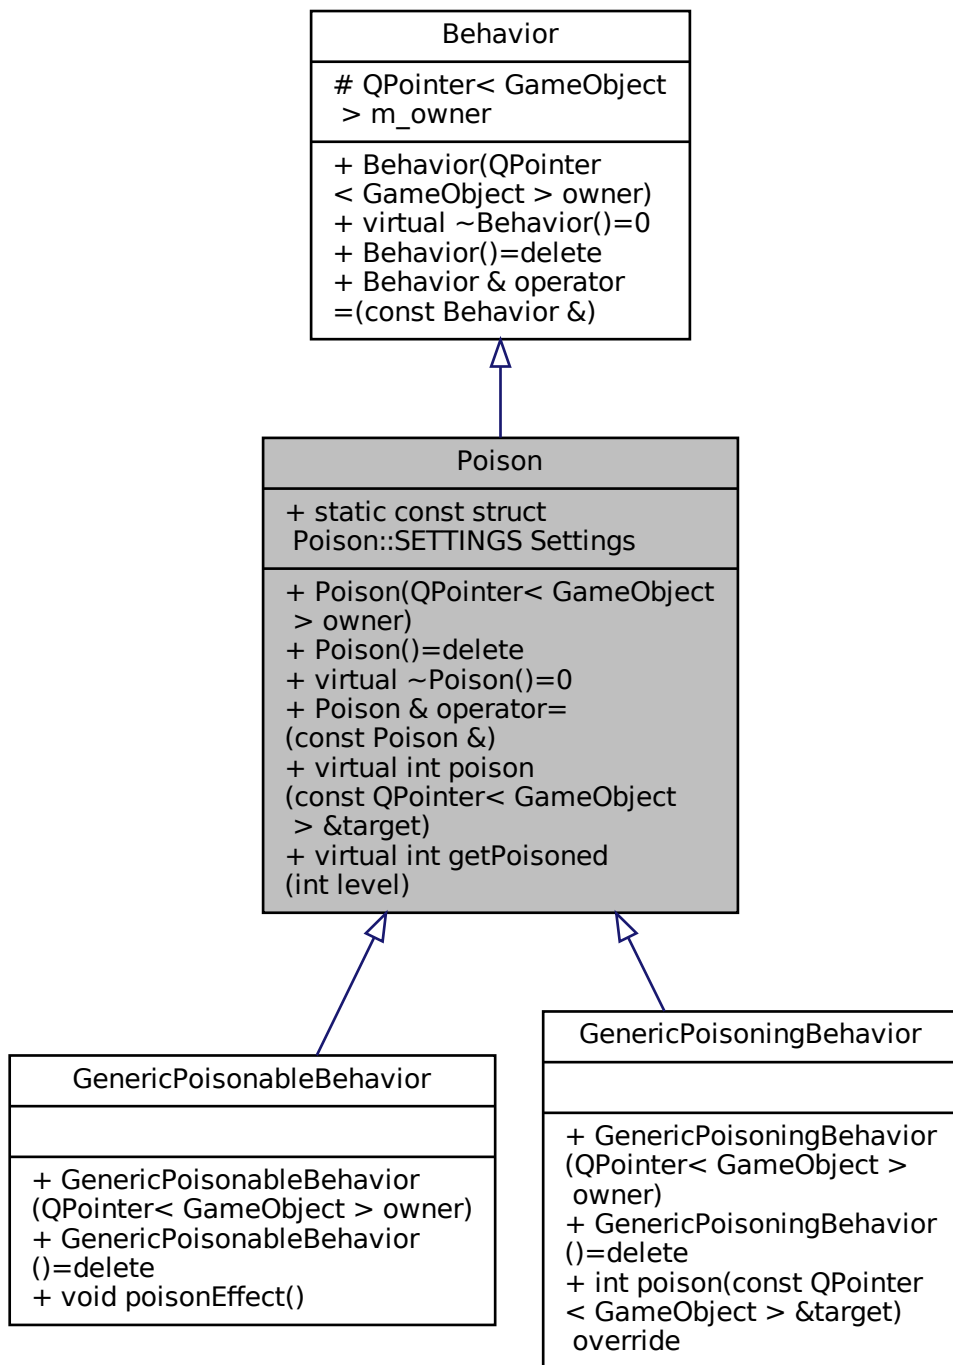 Behavior
# QPointer< GameObject
> m_owner
+ Behavior(QPointer
< GameObject > owner)
+ virtual ~Behavior()=0
+ Behavior()=delete
+ Behavior & operator
=(const Behavior &)
Poison
+ static const struct
Poison::SETTINGS Settings
+ Poison(QPointer< GameObject
> owner)
+ Poison()=delete
+ virtual ~Poison()=0
+ Poison & operator=
(const Poison &)
+ virtual int poison
(const QPointer< GameObject
> &target)
+ virtual int getPoisoned
(int level)
GenericPoisonableBehavior
+ GenericPoisonableBehavior
(QPointer< GameObject > owner)
+ GenericPoisonableBehavior
()=delete
+ void poisonEffect()
GenericPoisoningBehavior
+ GenericPoisoningBehavior
(QPointer< GameObject >
owner)
+ GenericPoisoningBehavior
()=delete
+ int poison(const QPointer
< GameObject > &target)
override